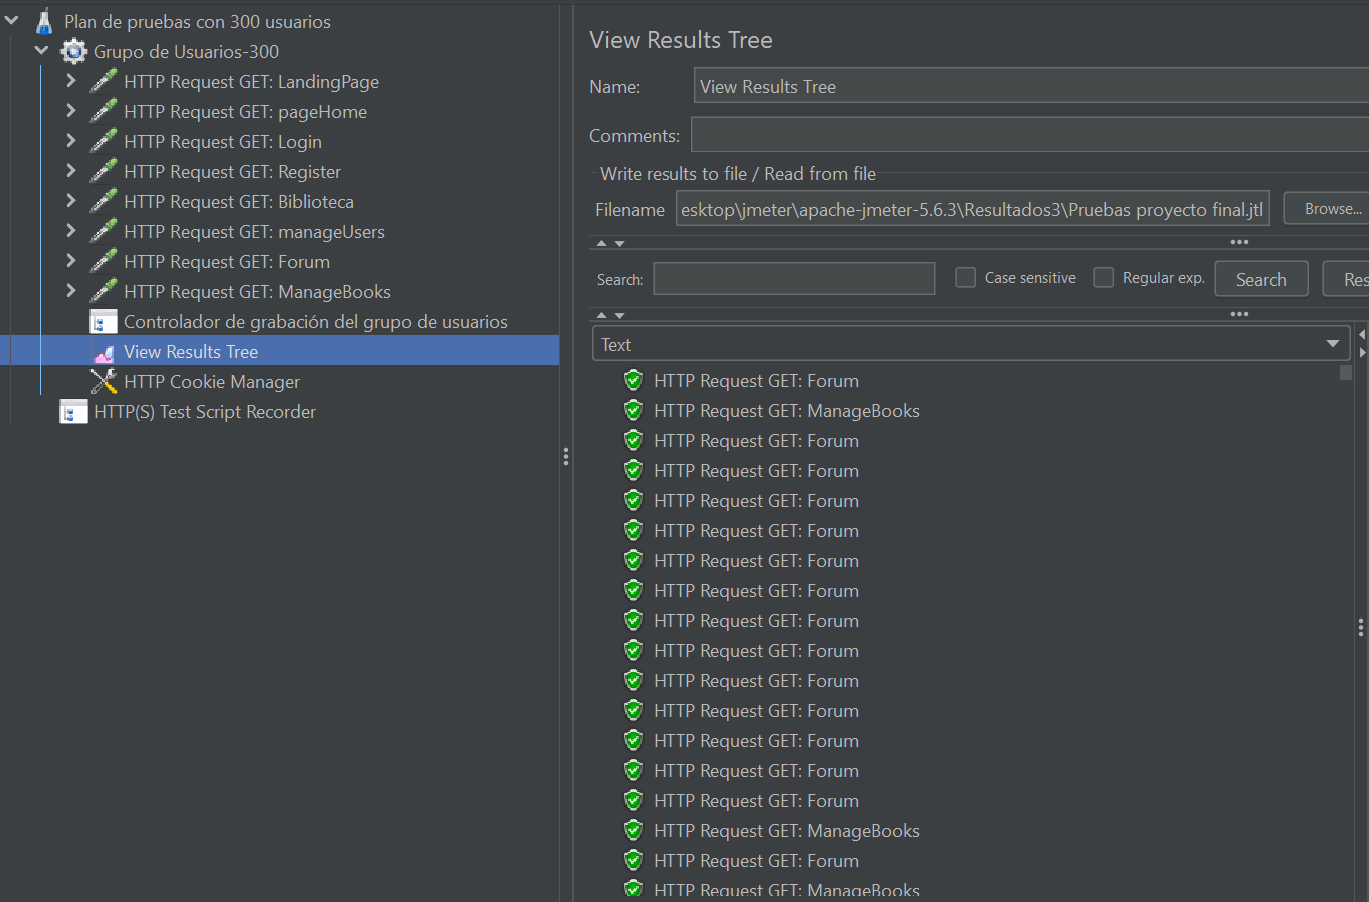 Plan de pruebas con 300 usuarios
Grupo de Usuarios-300
HTTP Request GET: LandingPage
HTTP Request GET: pageHome
HTTP Request GET: Login
HTTP Request GET: Register
HTTP Request GET: Biblioteca
HTTP Request GET: manageUsers
HTTP Request GET: Forum
HTTP Request GET: ManageBooks
Controlador de grabación del grupo de usuarios
View Results Tree
HTTP Cookie Manager
HTTP(S) Test Script Recorder
View Results Tree
Name: View Results Tree
Comments:
Write results to file / Read from file
Filename esktop\jmeter\apache-jmeter-5.6.3\Resultados3\Pruebas proyecto final.jtl Browse...
Search: Case sensitive Regular exp. Search Res
Text
HTTP Request GET: Forum
HTTP Request GET: ManageBooks
HTTP Request GET: Forum
HTTP Request GET: Forum
HTTP Request GET: Forum
HTTP Request GET: Forum
HTTP Request GET: Forum
HTTP Request GET: Forum
HTTP Request GET: Forum
HTTP Request GET: Forum
HTTP Request GET: Forum
HTTP Request GET: Forum
HTTP Request GET: Forum
HTTP Request GET: Forum
HTTP Request GET: Forum
HTTP Request GET: ManageBooks
HTTP Request GET: Forum
HTTP Request GET: ManageBooks